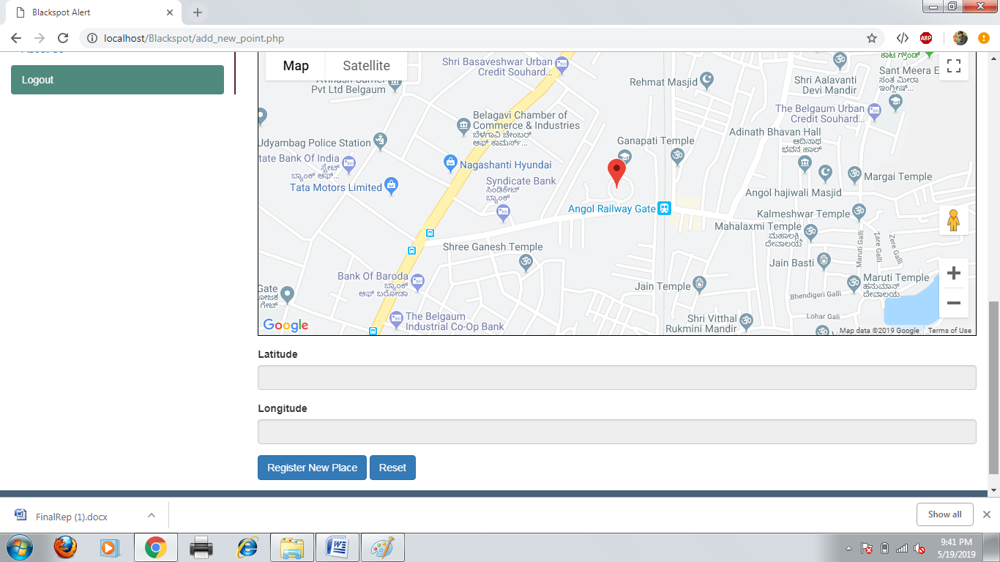 Blackspot Alert
localhost/Blackspot/add_new_point.php
ABP
Logout
Map
Satellite
Shri Basaveshwar Urban
Credit Souhard...
Pvt Ltd Belgaum
Rehmat Masjid
Shri Aalavanti
Devi Mandir
Sant Meera E
ಸಂತ ಮೀರಾ
ಇಂಗ್ಲೀಷ್...
The Belgaum Urban
Credit Souhard...
Belagavi Chamber of
Commerce & Industries
ಬೆಳಗಾವಿ ಚೇಂಬರ್
ಆಫ್ ಕಾಮರ್ಸ್...
Udyambag Police Station
tate Bank Of India
ಸ್ಟೇಟ್
ಬ್ಯಾಂಕ್ ಆಫ್...
Nagashanti Hyundai
Tata Motors Limited
Syndicate Bank
ಸಿಂಡಿಕೇಟ್
ಬ್ಯಾಂಕ್
Ganapati Temple
Adinath Bhavan Hall
ಆದಿನಾಥ
ಭವನ ಹಾಲ್
Margai Temple
Angol hajiwali Masjid
Angol Railway Gate
Kalmeshwar Temple
Mahalaxmi Temple
ಮಹಾಲಕ್ಷ್ಮಿ
ದೇವಾಲಯ
Maruti Galli
Zare Galli
Zere Galli
Shree Ganesh Temple
Jain Basti
Bank Of Baroda
ಬ್ಯಾಂಕ್
ಆಫ್ ಬರೋಡಾ
Jain Temple
Maruti Temple
ಹನುಮಾನ್
ದೇವಾಲಯ
Bhendigeri Galli
Gate
ಗೇಟ್
The Belgaum
Industrial Co-Op Bank
Shri Vitthal
Rukmini Mandir
Lohar Gali
Google
Map data ©2019 Google
Terms of Use
Latitude
Longitude
Register New Place
Reset
FinalRep (1).docx
Show all
9:41 PM
5/19/2019